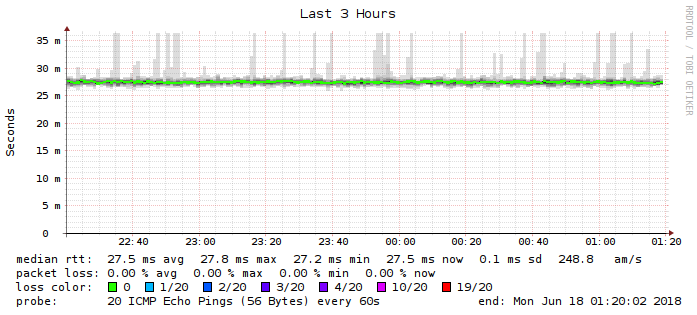 Last 3 Hours
RRDTOOL / TOBI OETIKER
Seconds
35 m
30 m
25 m
20 m
15 m
10 m
5 m
0
22:40 23:00 23:20 23:40 00:00 00:20 00:40 01:00 01:20
median rtt: 27.5 ms avg 27.8 ms max 27.2 ms min 27.5 ms now 0.1 ms sd 248.8 am/s
packet loss: 0.00 % avg 0.00 % max 0.00 % min 0.00 % now
loss color: 0 1/20 2/20 3/20 4/20 10/20 19/20
probe: 20 ICMP Echo Pings (56 Bytes) every 60s end: Mon Jun 18 01:20:02 2018